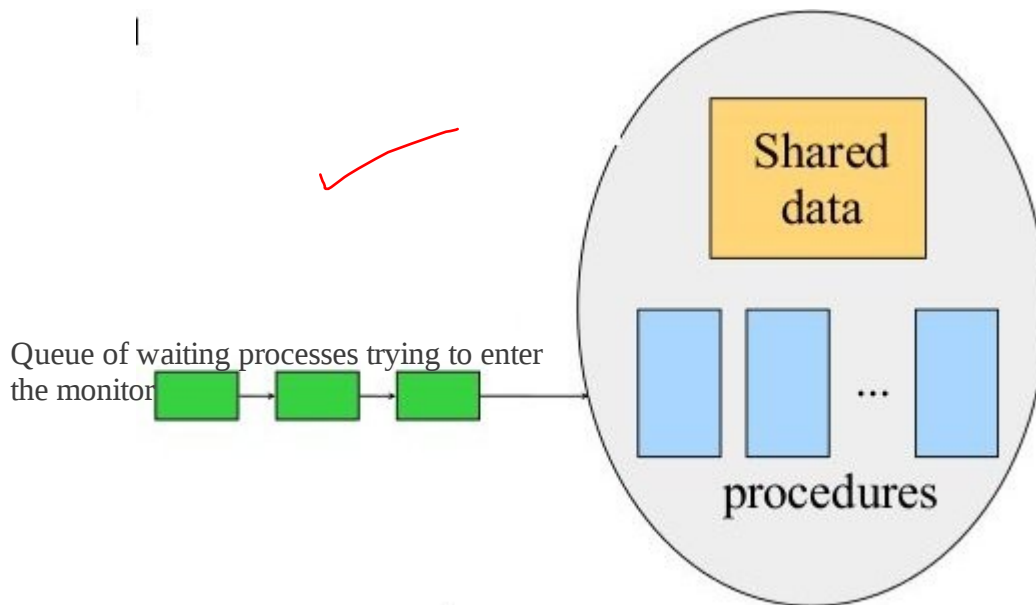 Shared
data
Queue of waiting processes trying to enter
the monitor
...
procedures